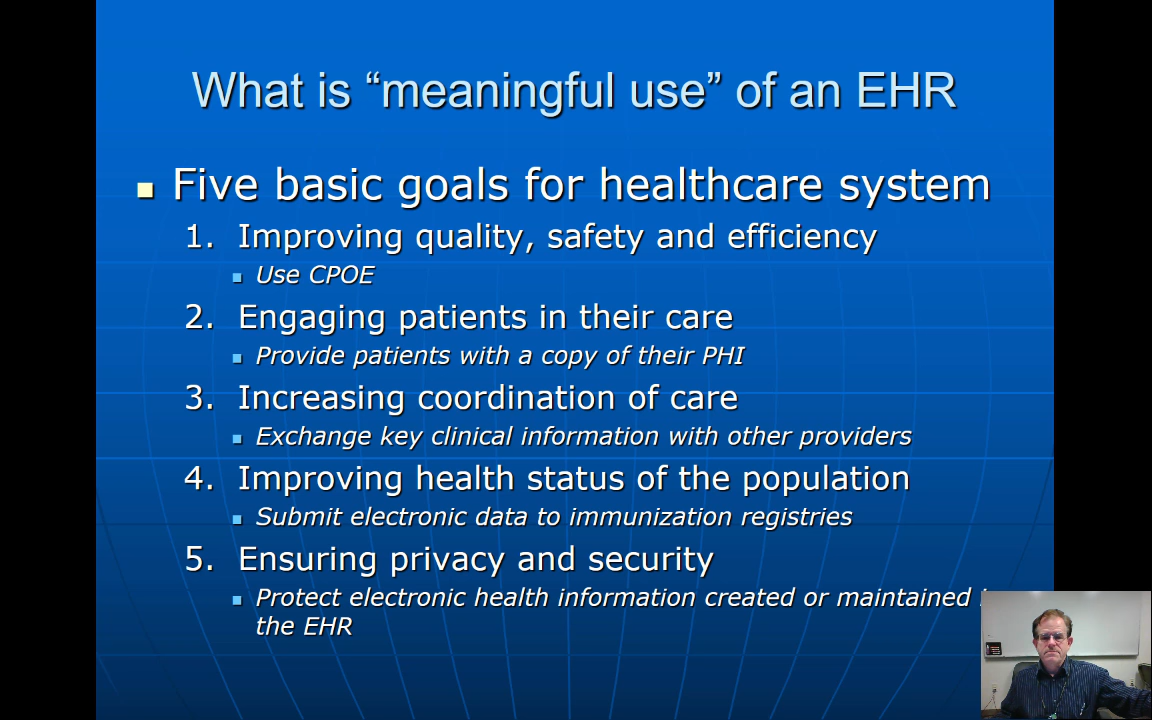 What is “meaningful use” of an EHR
Five basic goals for healthcare system
1. Improving quality, safety and efficiency
Use CPOE
2. Engaging patients in their care
Provide patients with a copy of their PHI
3. Increasing coordination of care
Exchange key clinical information with other providers
4. Improving health status of the population
Submit electronic data to immunization registries
5. Ensuring privacy and security
Protect electronic health information created or maintained
the EHR